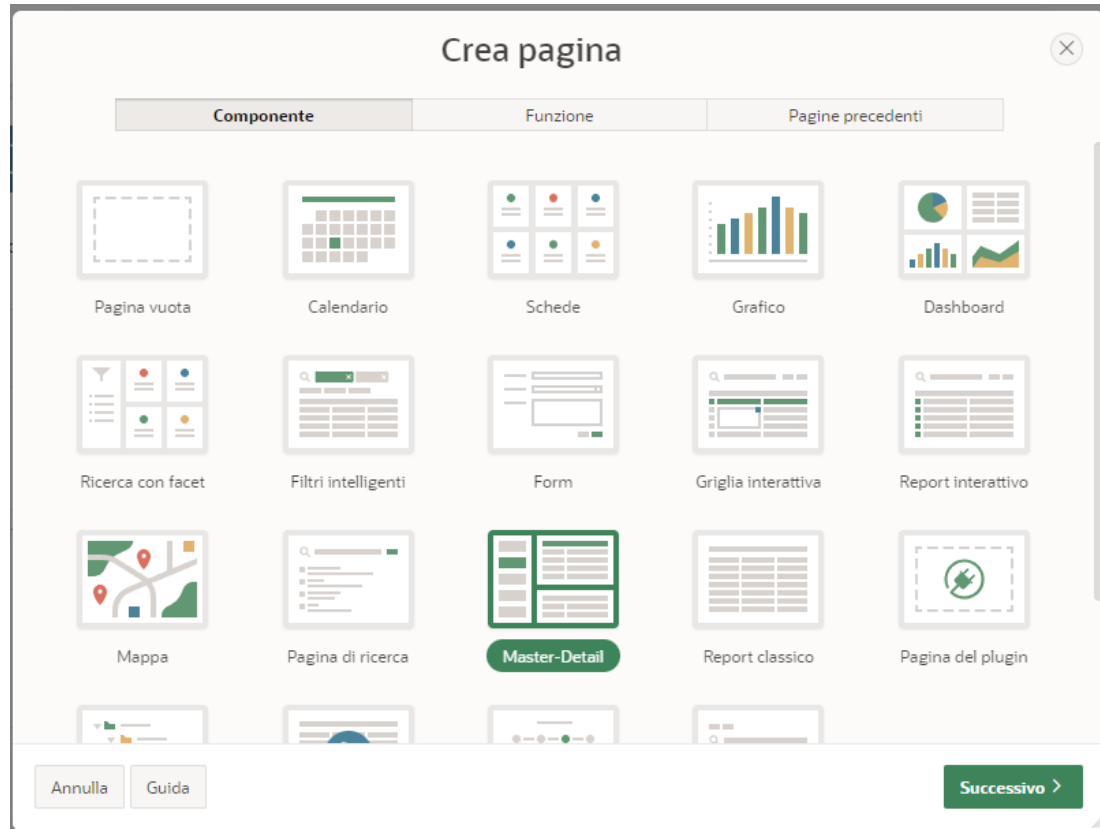 Crea pagina
Componente
Funzione
Pagine precedenti
Pagina vuota
Calendario
Schede
Grafico
Dashboard
Ricerca con facet
Filtri intelligenti
Form
Griglia interattiva
Report interattivo
Mappa
Pagina di ricerca
Master-Detail
Report classico
Pagina del plugin
Annulla
Guida
Successivo